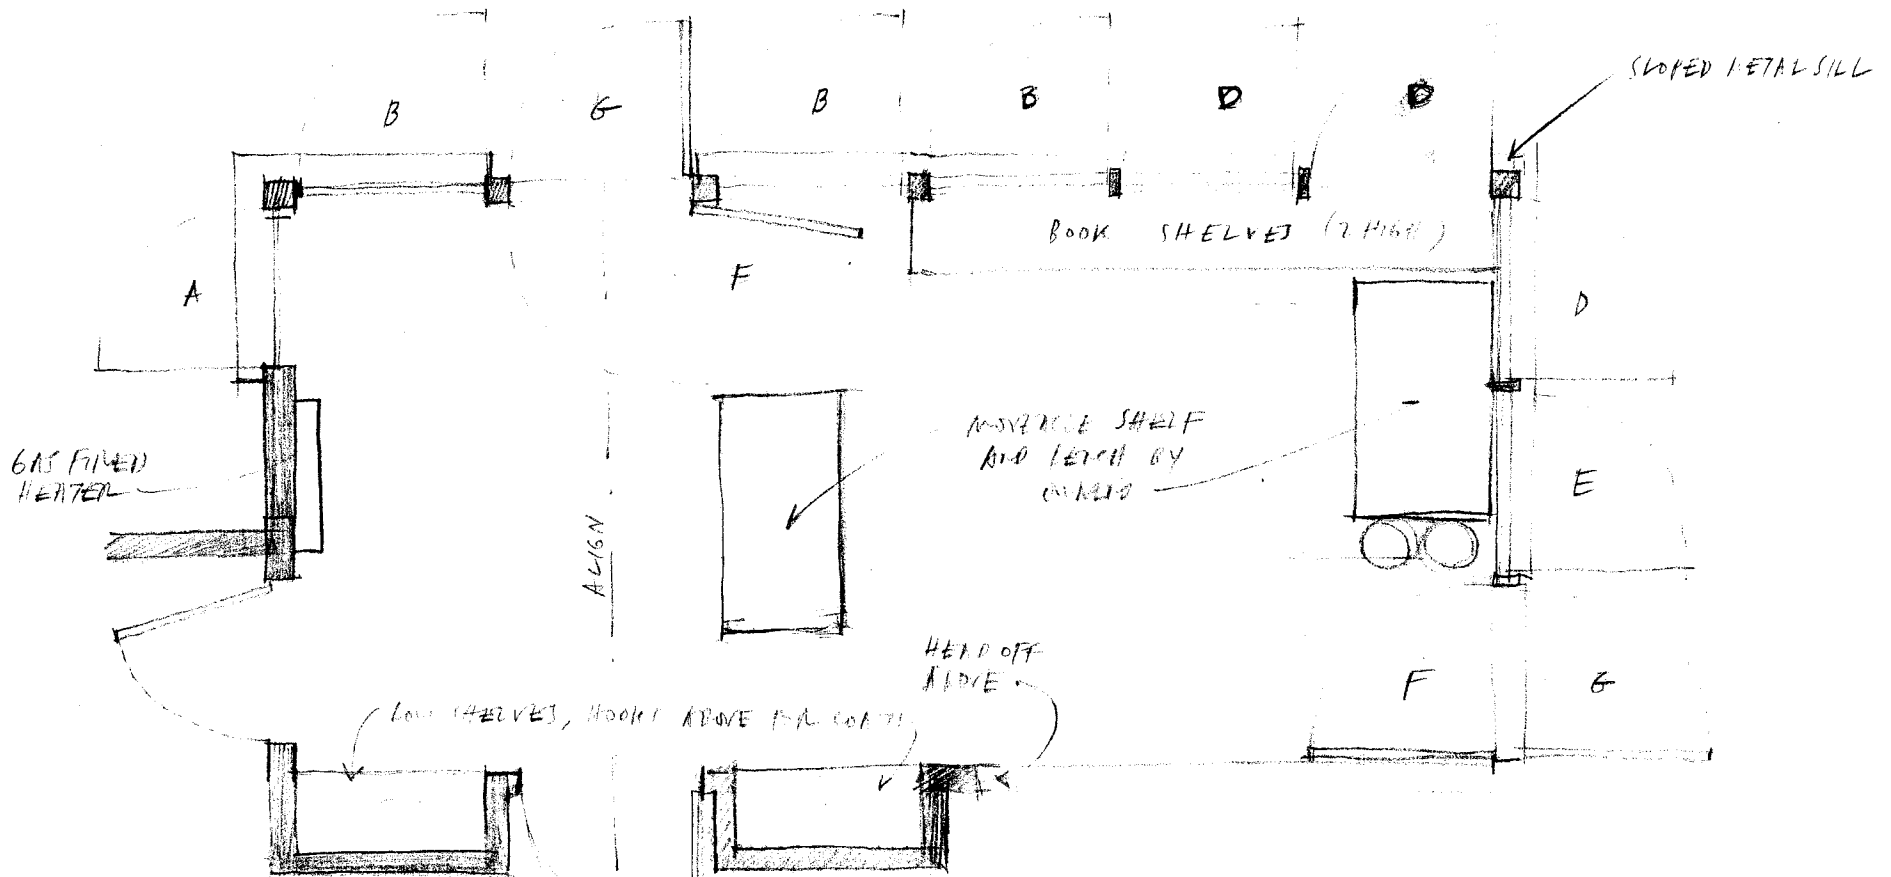 B G B B D D
SLOPED METAL SILL
BOOK SHELVES (2 HIGH)
A
F
D
MOVEABLE SHELF
AND BY
GAS FIRED
HEATER
E
ALIGN
HEAD OFF
ABOVE
F
G
LOW SHELVES, HOOKS ABOVE FOR COATS